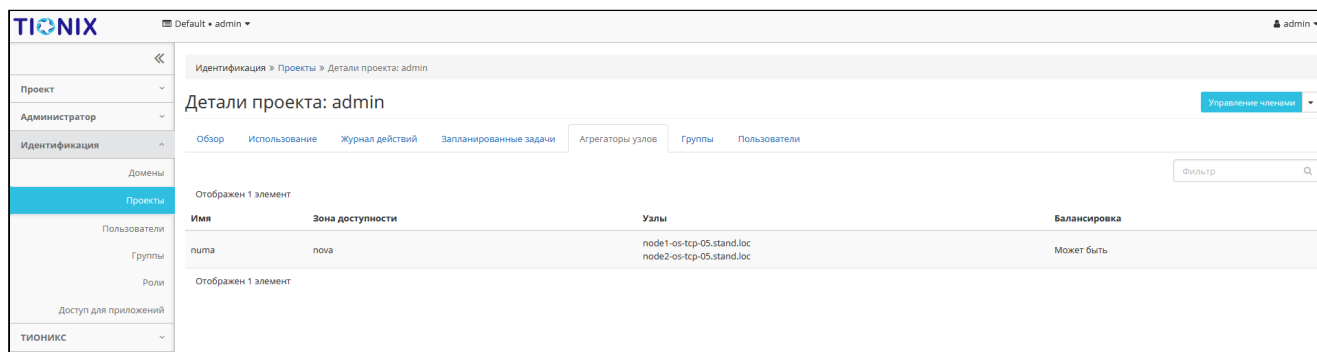 TIONIX
Default • admin
admin
Идентификация » Проекты » Детали проекта: admin
Проект
Администратор
Идентификация
Домены
Проекты
Пользователи
Группы
Роли
Доступ для приложений
ТИОНИКС
Детали проекта: admin
Управление членами
Обзор Использование Журнал действий Запланированные задачи Агрегаторы узлов Группы Пользователи
Фильтр
Отображен 1 элемент
Имя Зона доступности Узлы Балансировка
numa nova node1-os-tcp-05.stand.loc Может быть
node2-os-tcp-05.stand.loc
Отображен 1 элемент